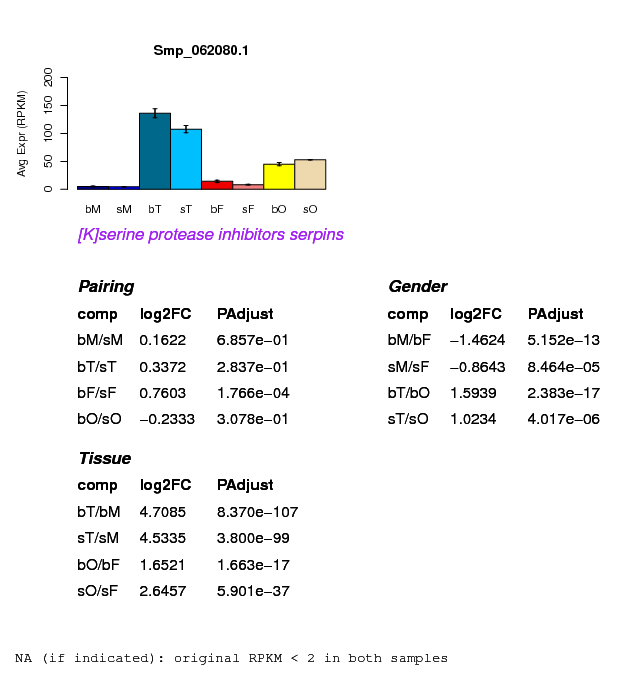 Smp_062080.1
Avg Expr (RPKM)
200
150
100
50
0
bM sM bT sT bF sF bO sO
[K]serine protease inhibitors serpins
Pairing
comp log2FC PAdjust
bM/sM 0.1622 6.857e−01
bT/sT 0.3372 2.837e−01
bF/sF 0.7603 1.766e−04
bO/sO −0.2333 3.078e−01
Gender
comp log2FC PAdjust
bM/bF −1.4624 5.152e−13
sM/sF −0.8643 8.464e−05
bT/bO 1.5939 2.383e−17
sT/sO 1.0234 4.017e−06
Tissue
comp log2FC PAdjust
bT/bM 4.7085 8.370e−107
sT/sM 4.5335 3.800e−99
bO/bF 1.6521 1.663e−17
sO/sF 2.6457 5.901e−37
NA (if indicated): original RPKM < 2 in both samples